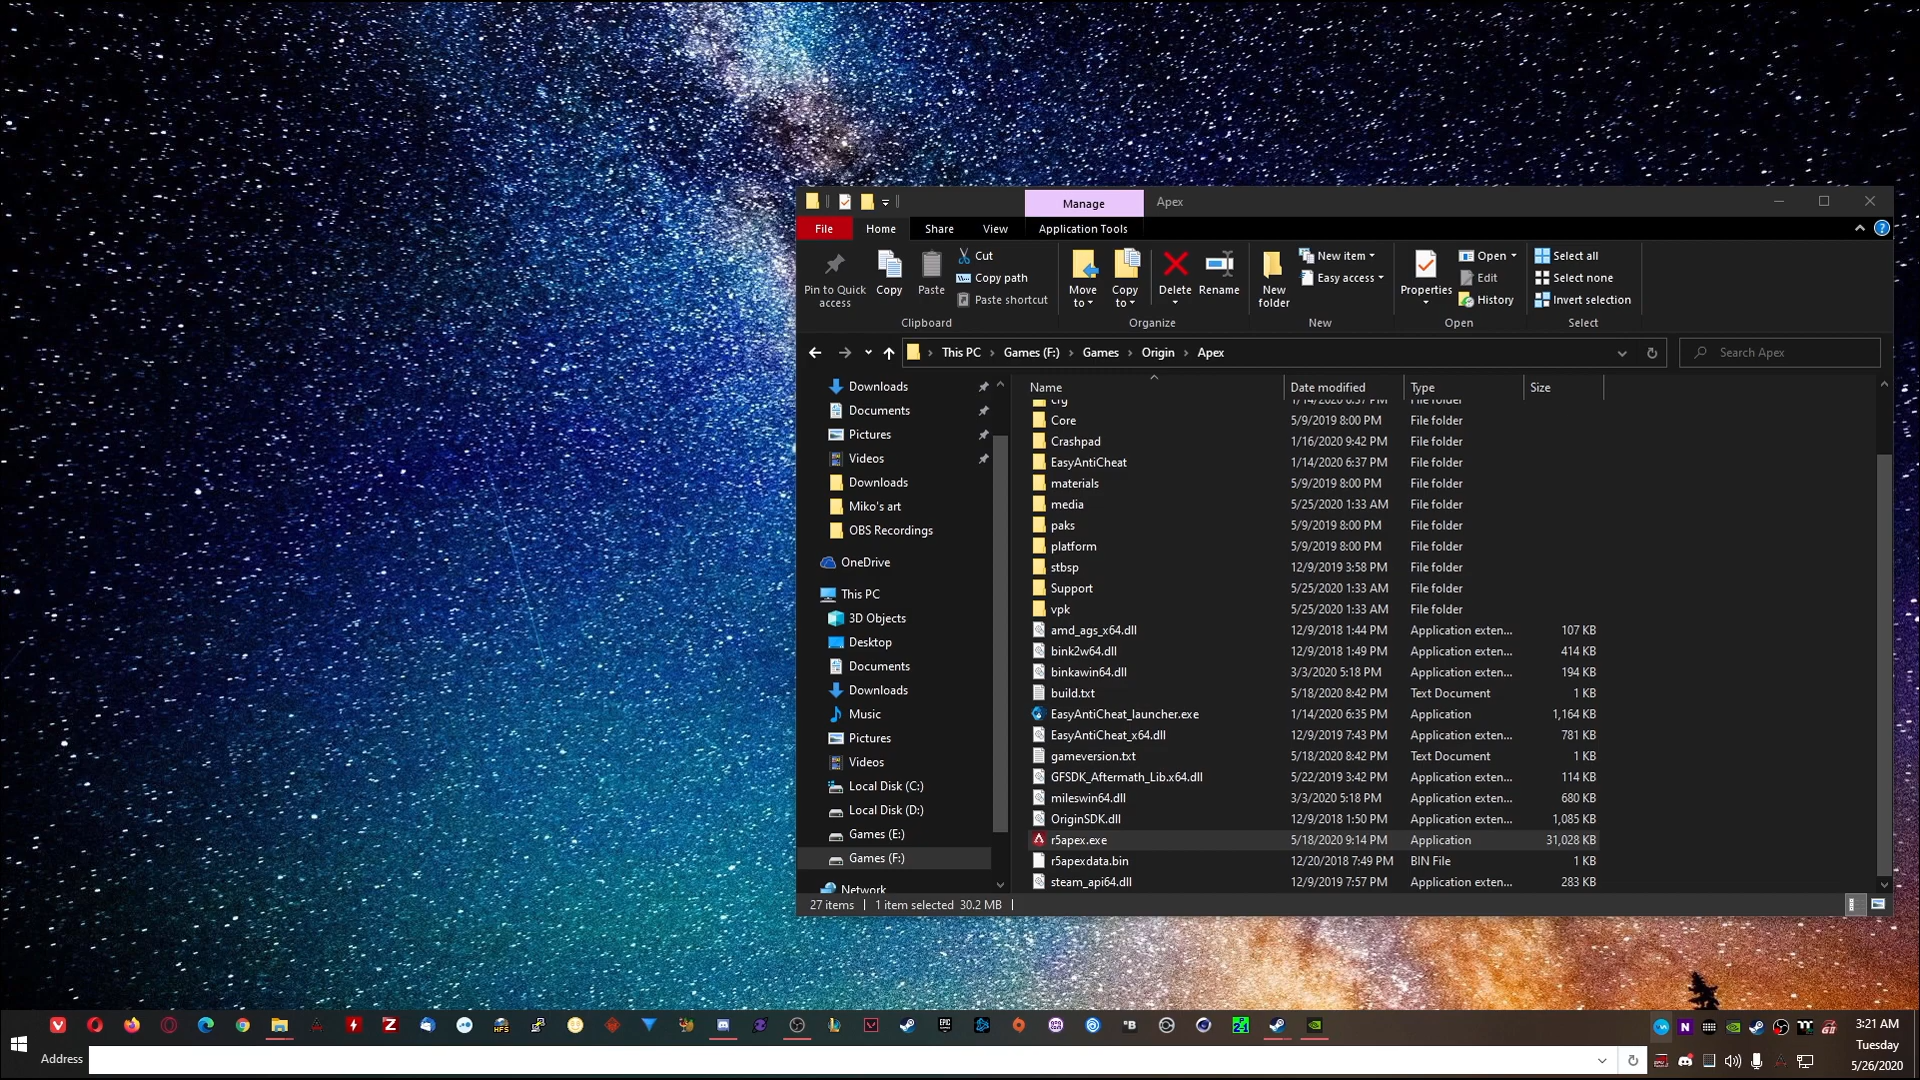 Manage
Apex
File
Home
Share
View
Application Tools
Pin to Quick access
Copy
Paste
Cut
Copy path
Paste shortcut
Clipboard
Move to
Copy to
Delete
Rename
Organize
New folder
New item
Easy access
New
Properties
Open
Edit
History
Open
Select all
Select none
Invert selection
Select
This PC
Games (F:)
Games
Origin
Apex
Search Apex
Downloads
Documents
Pictures
Videos
Downloads
Miko's art
OBS Recordings
OneDrive
This PC
3D Objects
Desktop
Documents
Downloads
Music
Pictures
Videos
Local Disk (C:)
Local Disk (D:)
Games (E:)
Games (F:)
Network
Name Date modified Type Size
cfg 1/14/2020 6:37 PM File folder
Core 5/9/2019 8:00 PM File folder
Crashpad 1/16/2020 9:42 PM File folder
EasyAntiCheat 1/14/2020 6:37 PM File folder
materials 5/9/2019 8:00 PM File folder
media 5/25/2020 1:33 AM File folder
paks 5/9/2019 8:00 PM File folder
platform 5/9/2019 8:00 PM File folder
stbsp 12/9/2019 3:58 PM File folder
Support 5/25/2020 1:33 AM File folder
vpk 5/25/2020 1:33 AM File folder
amd_ags_x64.dll 12/9/2018 1:44 PM Application exten... 107 KB
bink2w64.dll 12/9/2018 1:49 PM Application exten... 414 KB
binkawin64.dll 3/3/2020 5:18 PM Application exten... 194 KB
build.txt 5/18/2020 8:42 PM Text Document 1 KB
EasyAntiCheat_launcher.exe 1/14/2020 6:35 PM Application 1,164 KB
EasyAntiCheat_x64.dll 12/9/2019 7:43 PM Application exten... 781 KB
gameversion.txt 5/18/2020 8:42 PM Text Document 1 KB
GFSDK_Aftermath_Lib.x64.dll 5/22/2019 3:42 PM Application exten... 114 KB
mileswin64.dll 3/3/2020 5:18 PM Application exten... 680 KB
OriginSDK.dll 12/9/2018 1:50 PM Application exten... 1,085 KB
r5apex.exe 5/18/2020 9:14 PM Application 31,028 KB
r5apexdata.bin 12/20/2018 7:49 PM BIN File 1 KB
steam_api64.dll 12/9/2019 7:57 PM Application exten... 283 KB
27 items 1 item selected 30.2 MB
HFS
EPIC
3:21 AM
Tuesday
5/26/2020
Address